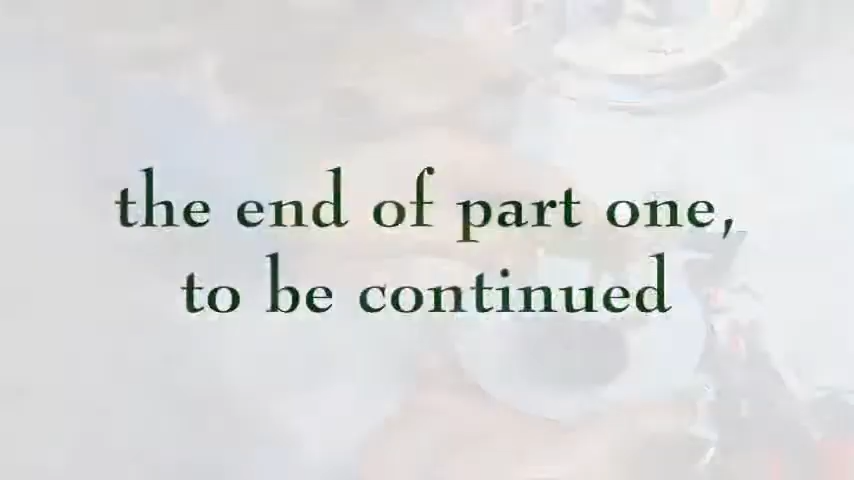 the end of part one,
to be continued